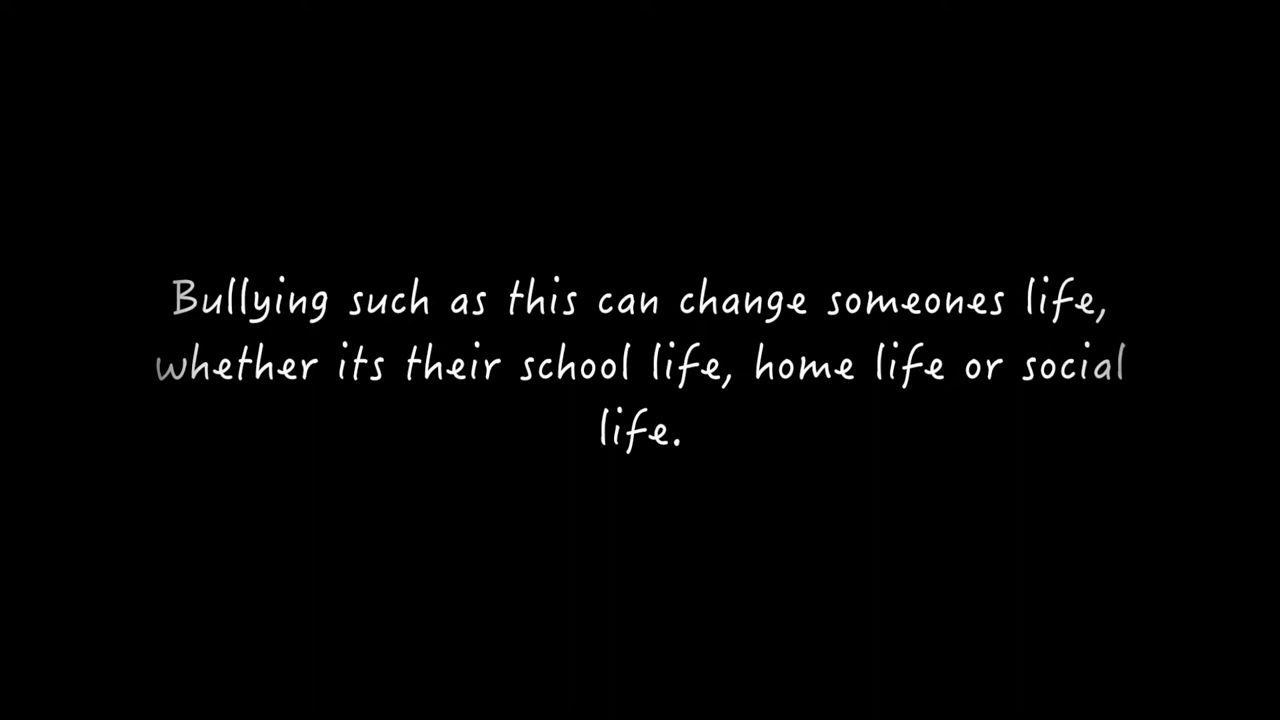 Bullying such as this can change someones life,
whether its their school life, home life or social
life.